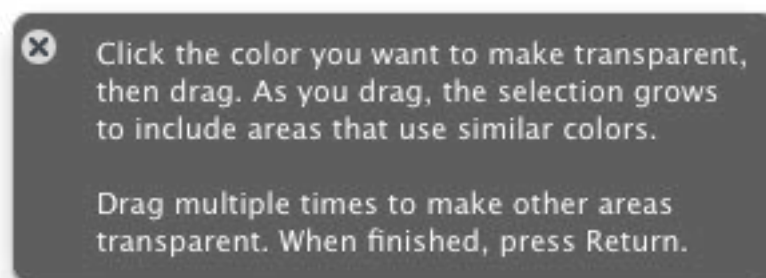 Click the color you want to make transparent,
then drag. As you drag, the selection grows
to include areas that use similar colors.
Drag multiple times to make other areas
transparent. When finished, press Return.